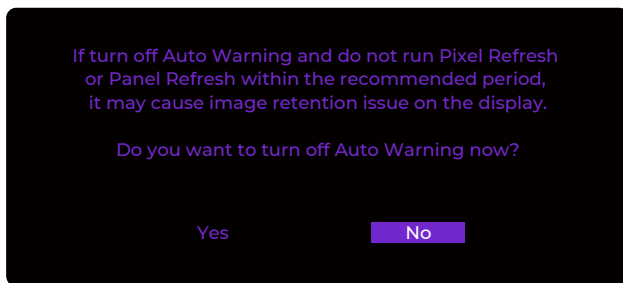 If turn off Auto Warning and do not run Pixel Refresh
or Panel Refresh within the recommended period,
it may cause image retention issue on the display.
Do you want to turn off Auto Warning now?
Yes No